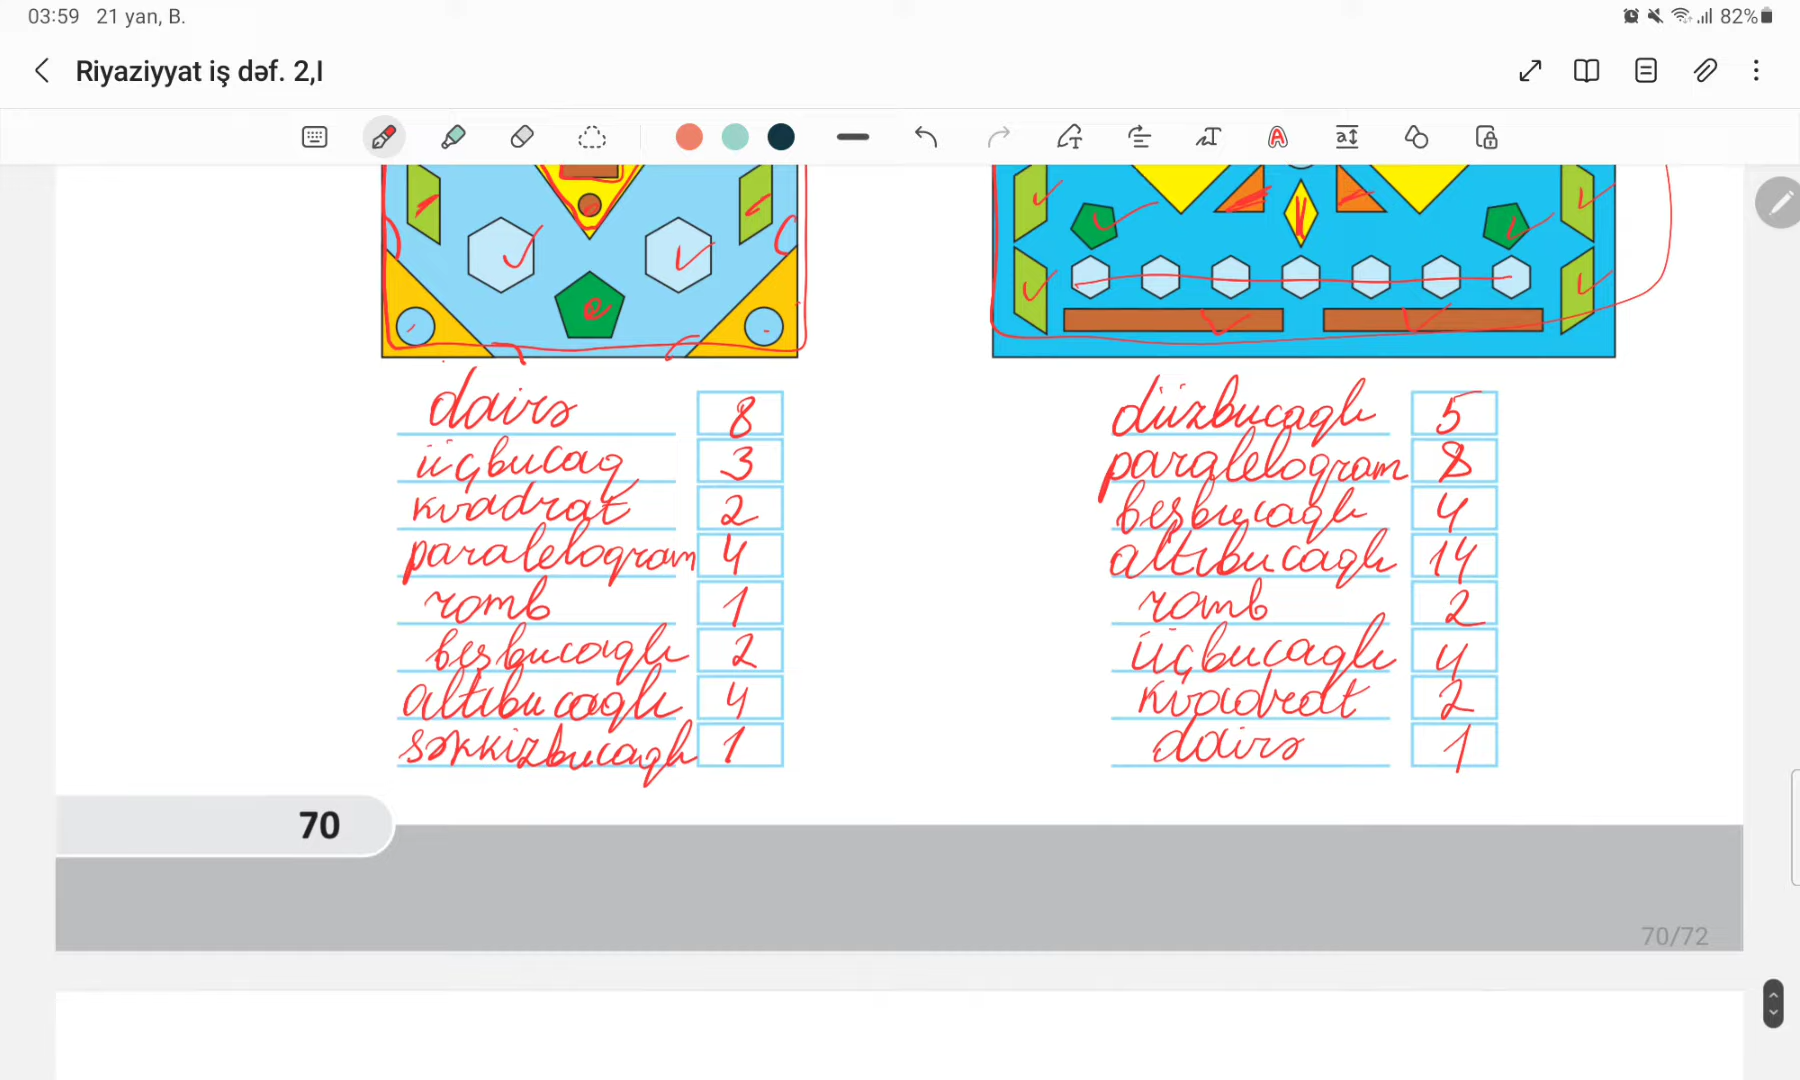 03:59 21 yan, B. 82%
Riyaziyyat iş dəf. 2,I
dairə 8
üçbucaq 3
kvadrat 2
paralelogram 4
romb 1
beşbucaqlı 2
altıbucaqlı 4
səkkizbucaqlı 1
düzbucaqlı 5
paralelogram 8
beşbucaqlı 4
altıbucaqlı 14
romb 2
üçbucaqlı 4
kvadrat 2
dairə 1
70
70/72